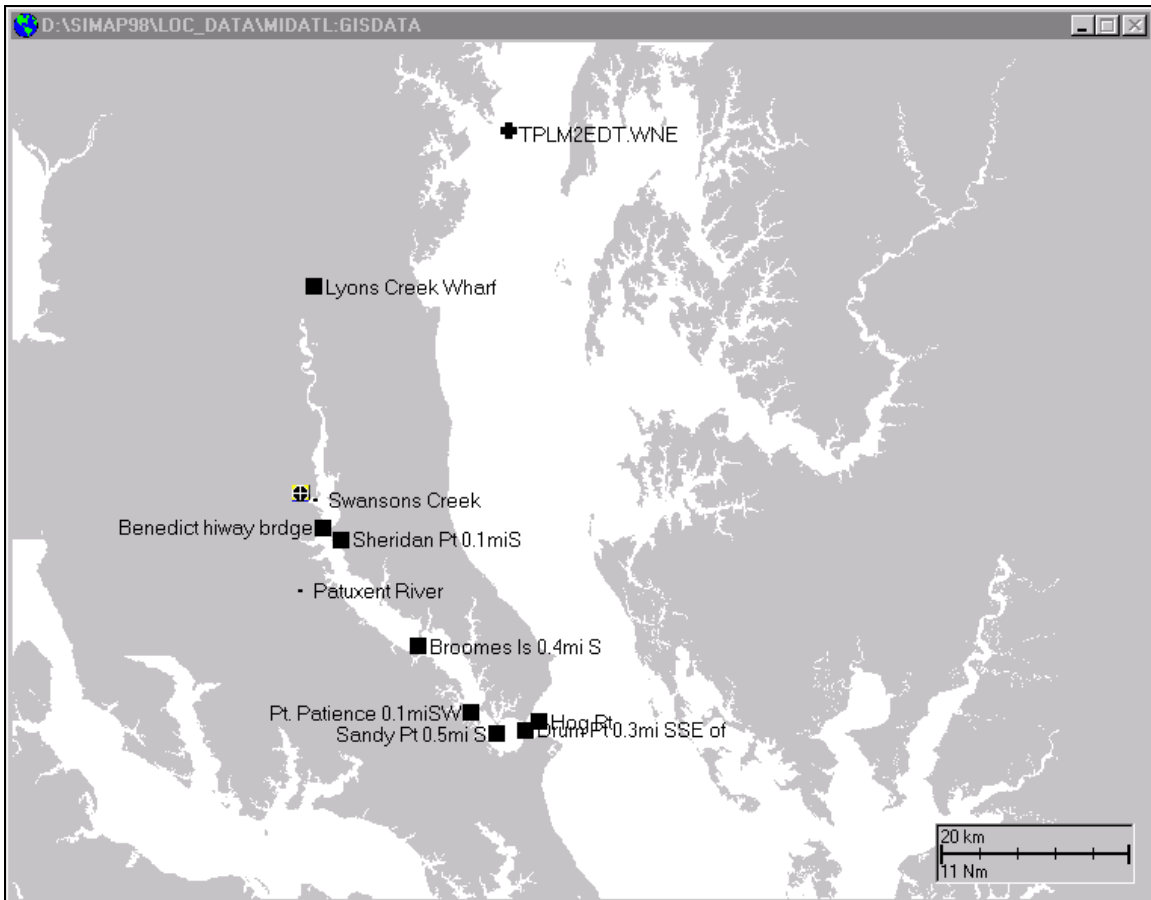 D:\SIMAP98\LOC_DATA\MIDATL:GISDATA
TPLM2EDT.WNE
Lyons Creek Wharf
Swansons Creek
Benedict hiway brdge
Sheridan Pt 0.1miS
Patuxent River
Broomes Is 0.4mi S
Pt. Patience 0.1miSW
Hog Pt
Sandy Pt 0.5mi S
Drum Pt 0.3mi SSE of
20 km
11 Nm